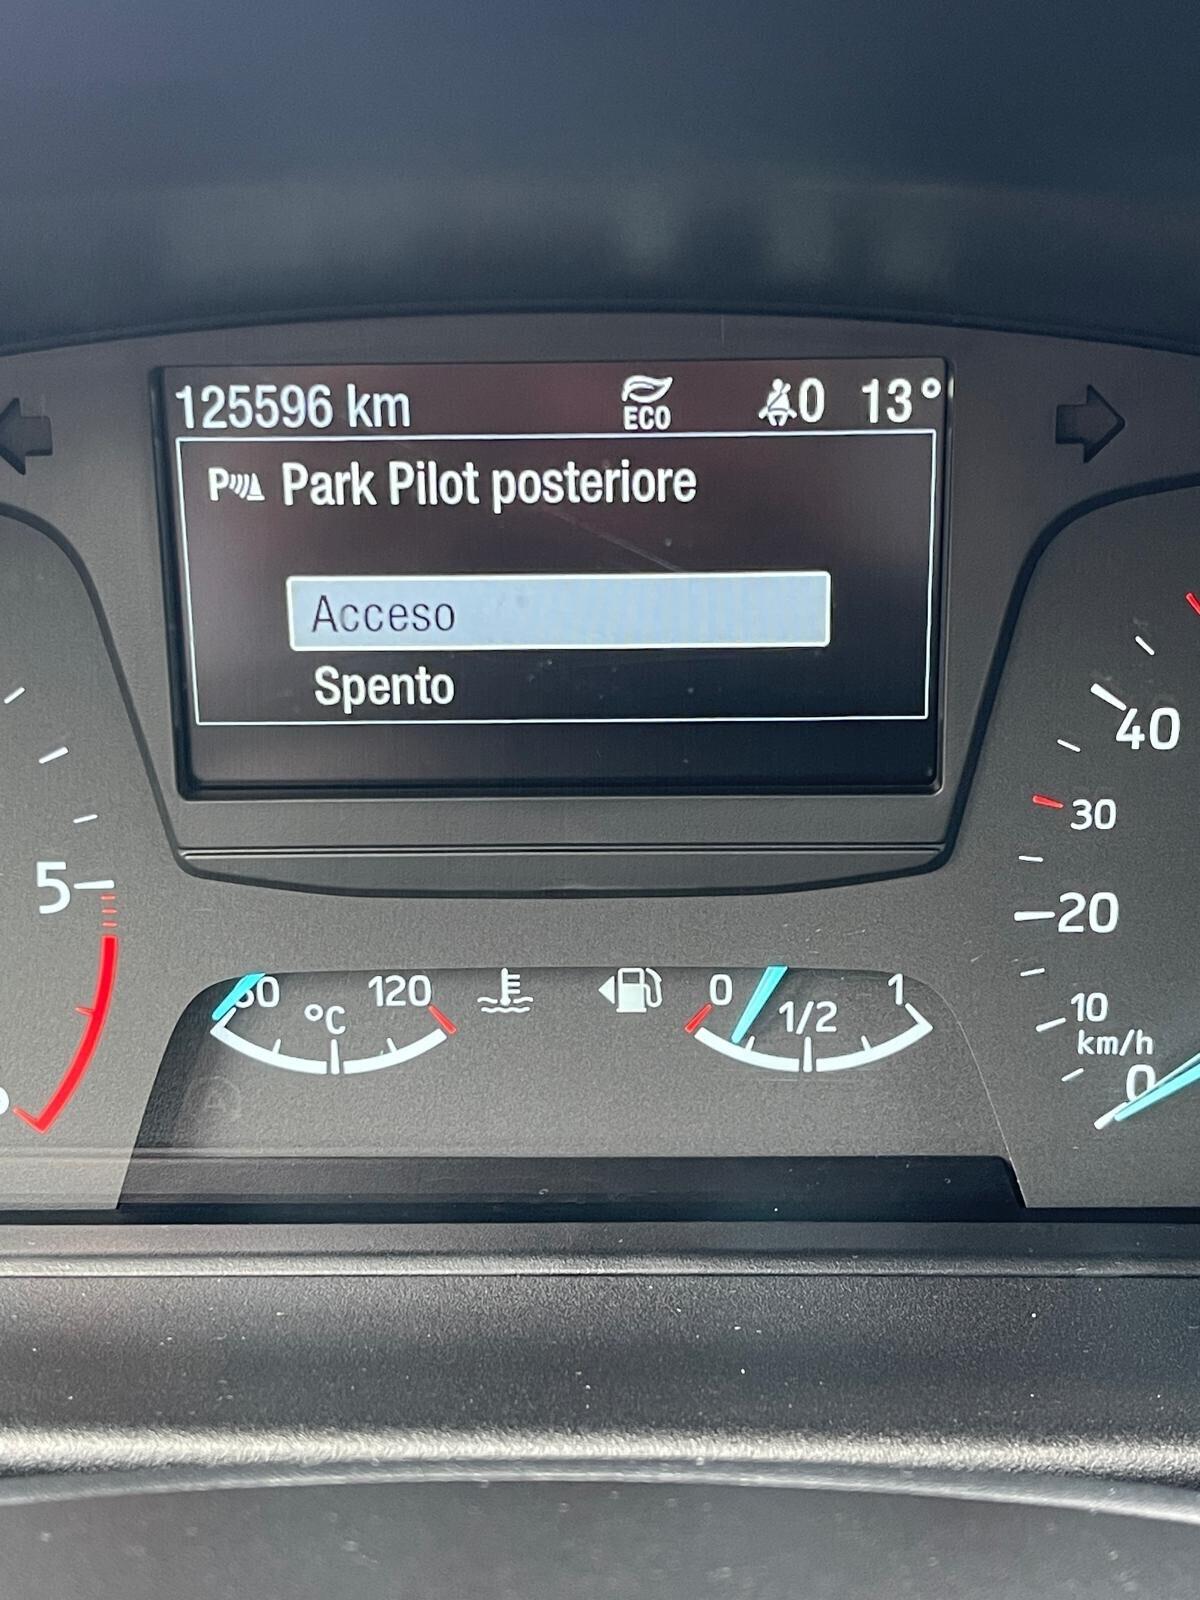 125596 km ECO 0 13°
P Park Pilot posteriore
Acceso
Spento
40
30
5
20
120 0 1
°C 1/2
10
km/h
0